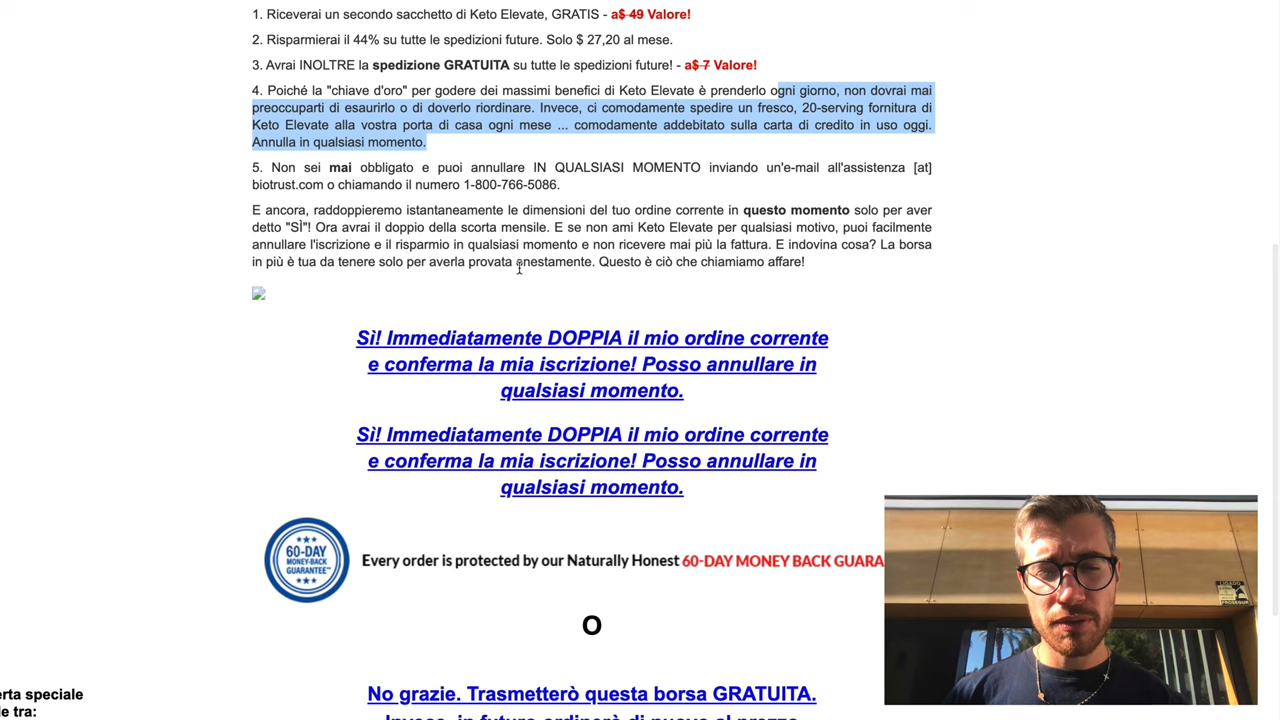 1. Riceverai un secondo sacchetto di Keto Elevate, GRATIS - a$ 49 Valore!
2. Risparmierai il 44% su tutte le spedizioni future. Solo $ 27,20 al mese.
3. Avrai INOLTRE la spedizione GRATUITA su tutte le spedizioni future! - a$ 7 Valore!
4. Poiché la "chiave d'oro" per godere dei massimi benefici di Keto Elevate è prenderlo ogni giorno, non dovrai mai
preoccuparti di esaurirlo o di doverlo riordinare. Invece, ci comodamente spedire un fresco, 20-serving fornitura di
Keto Elevate alla vostra porta di casa ogni mese ... comodamente addebitato sulla carta di credito in uso oggi.
Annulla in qualsiasi momento.
5. Non sei mai obbligato e puoi annullare IN QUALSIASI MOMENTO inviando un'e-mail all'assistenza [at]
biotrust.com o chiamando il numero 1-800-766-5086.
E ancora, raddoppieremo istantaneamente le dimensioni del tuo ordine corrente in questo momento solo per aver
detto "SÌ"! Ora avrai il doppio della scorta mensile. E se non ami Keto Elevate per qualsiasi motivo, puoi facilmente
annullare l'iscrizione e il risparmio in qualsiasi momento e non ricevere mai più la fattura. E indovina cosa? La borsa
in più è tua da tenere solo per averla provata onestamente. Questo è ciò che chiamiamo affare!
Sì! Immediatamente DOPPIA il mio ordine corrente
e conferma la mia iscrizione! Posso annullare in
qualsiasi momento.
Sì! Immediatamente DOPPIA il mio ordine corrente
e conferma la mia iscrizione! Posso annullare in
qualsiasi momento.
60-DAY
MONEY-BACK
GUARANTEE
Every order is protected by our Naturally Honest 60-DAY MONEY BACK GUARA
O
No grazie. Trasmetterò questa borsa GRATUITA.
Invece, in futuro ordinerò di nuovo al prezzo
erta speciale
le tra: